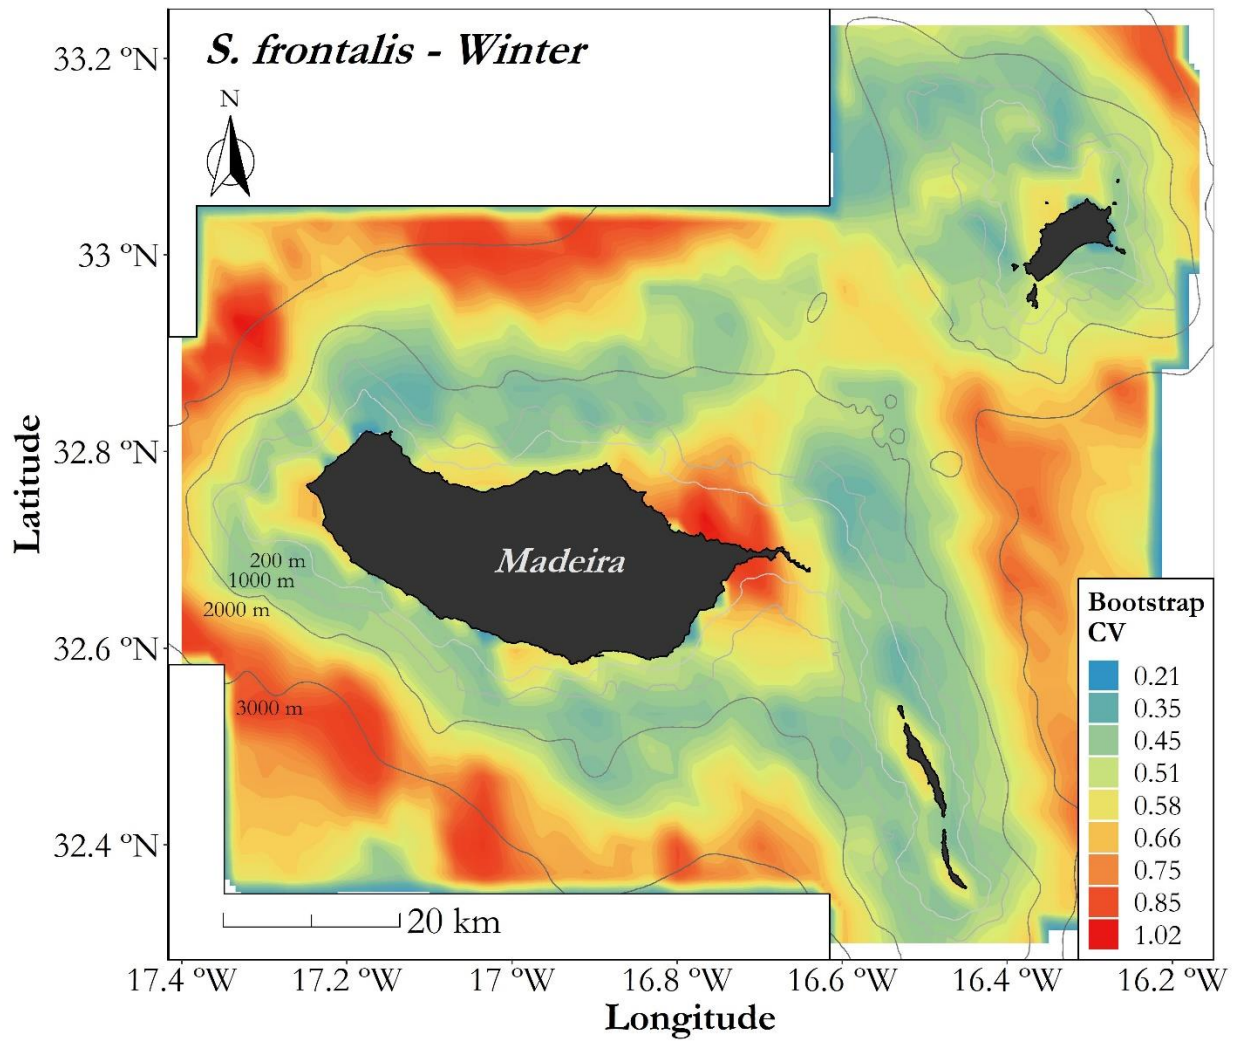 S. frontalis - Winter
N
33.2 ºN
33 ºN
32.8 ºN
32.6 ºN
32.4 ºN
Latitude
Madeira
200 m
1000 m
2000 m
3000 m
20 km
Bootstrap
CV
0.21
0.35
0.45
0.51
0.58
0.66
0.75
0.85
1.02
17.4 ºW 17.2 ºW 17 ºW 16.8 ºW 16.6 ºW 16.4 ºW 16.2 ºW
Longitude